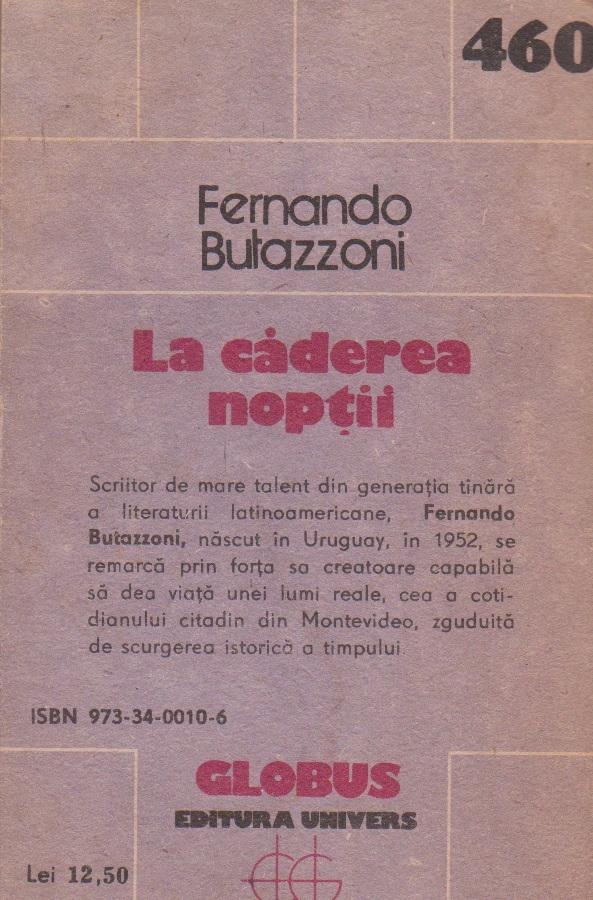 460
Fernando
Butazzoni
La căderea
nopții
Scriitor de mare talent din generația tînără
a literaturii latinoamericane, Fernando
Butazzoni, născut în Uruguay, în 1952, se
remarcă prin forța sa creatoare capabilă
să dea viață unei lumi reale, cea a coti-
dianului citadin din Montevideo, zguduită
de scurgerea istorică a timpului
ISBN 973-34-0010-6
GLOBUS
EDITURA UNIVERS
Lei 12,50